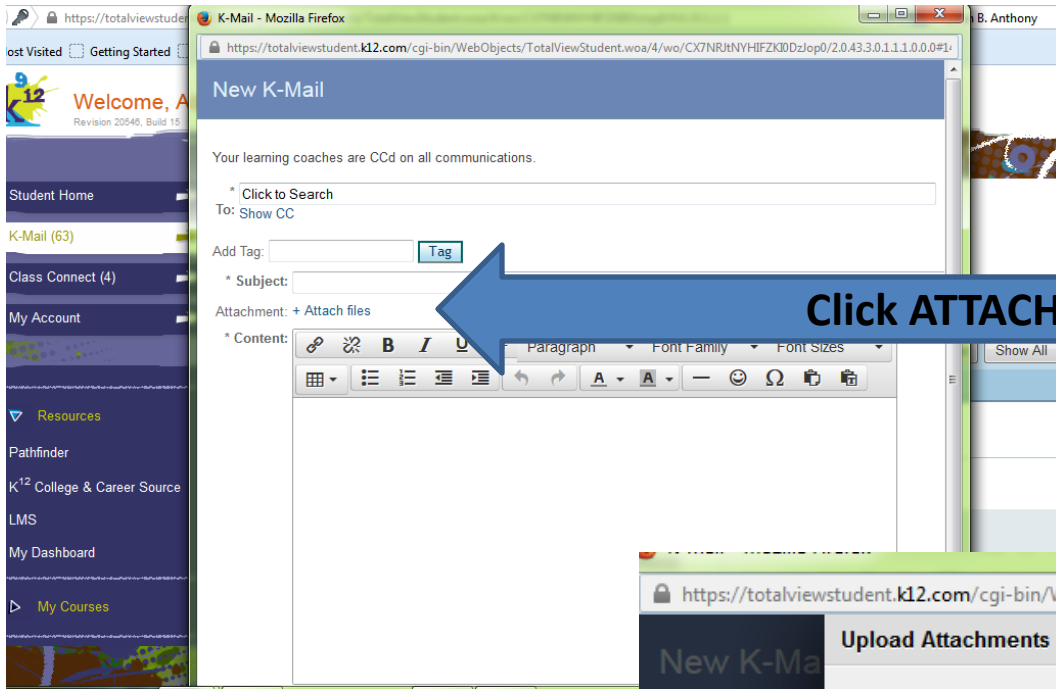 https://totalviewstuden
K-Mail - Mozilla Firefox
B. Anthony
ost Visited Getting Started
https://totalviewstudent.k12.com/cgi-bin/WebObjects/TotalViewStudent.woa/4/wo/CX7NRJtNYHIFZKI0DzJop0/2.0.43.3.0.1.1.1.0.0.0#14
K12
Welcome, A
Revision 20546, Build 15
New K-Mail
Your learning coaches are CCd on all communications.
Student Home
* To: Click to Search
Show CC
K-Mail (63)
Add Tag: Tag
Class Connect (4)
* Subject:
My Account
Attachment: + Attach files
Click ATTACH
* Content:
B I U Paragraph Font Family Font Sizes
Show All
A A Ω
Resources
Pathfinder
K12 College & Career Source
LMS
My Dashboard
My Courses
https://totalviewstudent.k12.com/cgi-bin/W
Upload Attachments
New K-Ma